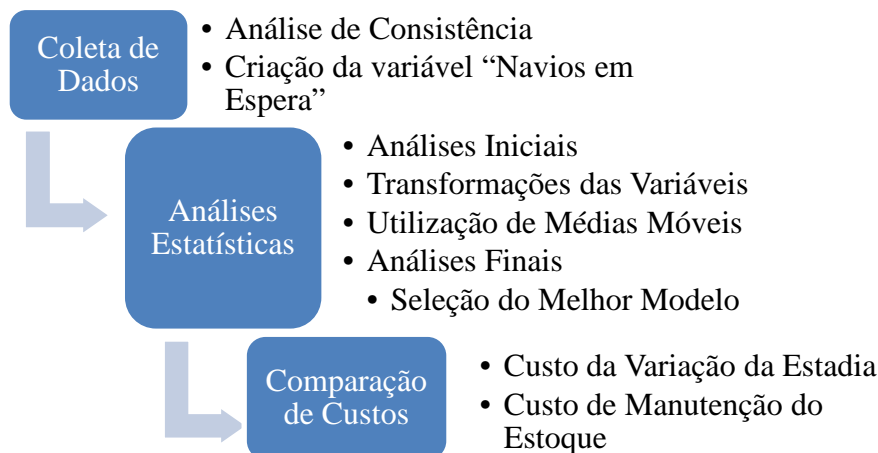 Coleta de
Dados
• Análise de Consistência
• Criação da variável “Navios em
Espera”
Análises
Estatísticas
• Análises Iniciais
• Transformações das Variáveis
• Utilização de Médias Móveis
• Análises Finais
• Seleção do Melhor Modelo
Comparação
de Custos
• Custo da Variação da Estadia
• Custo de Manutenção do
Estoque